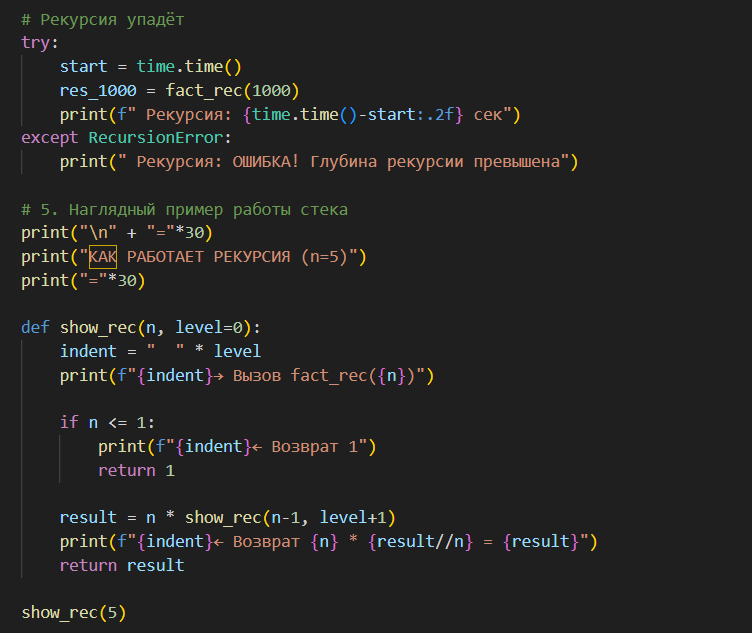 # Рекурсия упадёт
try:
    start = time.time()
    res_1000 = fact_rec(1000)
    print(f" Рекурсия: {time.time()-start:.2f} сек")
except RecursionError:
    print(" Рекурсия: ОШИБКА! Глубина рекурсии превышена")

# 5. Наглядный пример работы стека
print("\n" + "="*30)
print("КАК РАБОТАЕТ РЕКУРСИЯ (n=5)")
print("="*30)

def show_rec(n, level=0):
    indent = "  " * level
    print(f"{indent}→ Вызов fact_rec({n})")

    if n <= 1:
        print(f"{indent}← Возврат 1")
        return 1

    result = n * show_rec(n-1, level+1)
    print(f"{indent}← Возврат {n} * {result//n} = {result}")
    return result

show_rec(5)